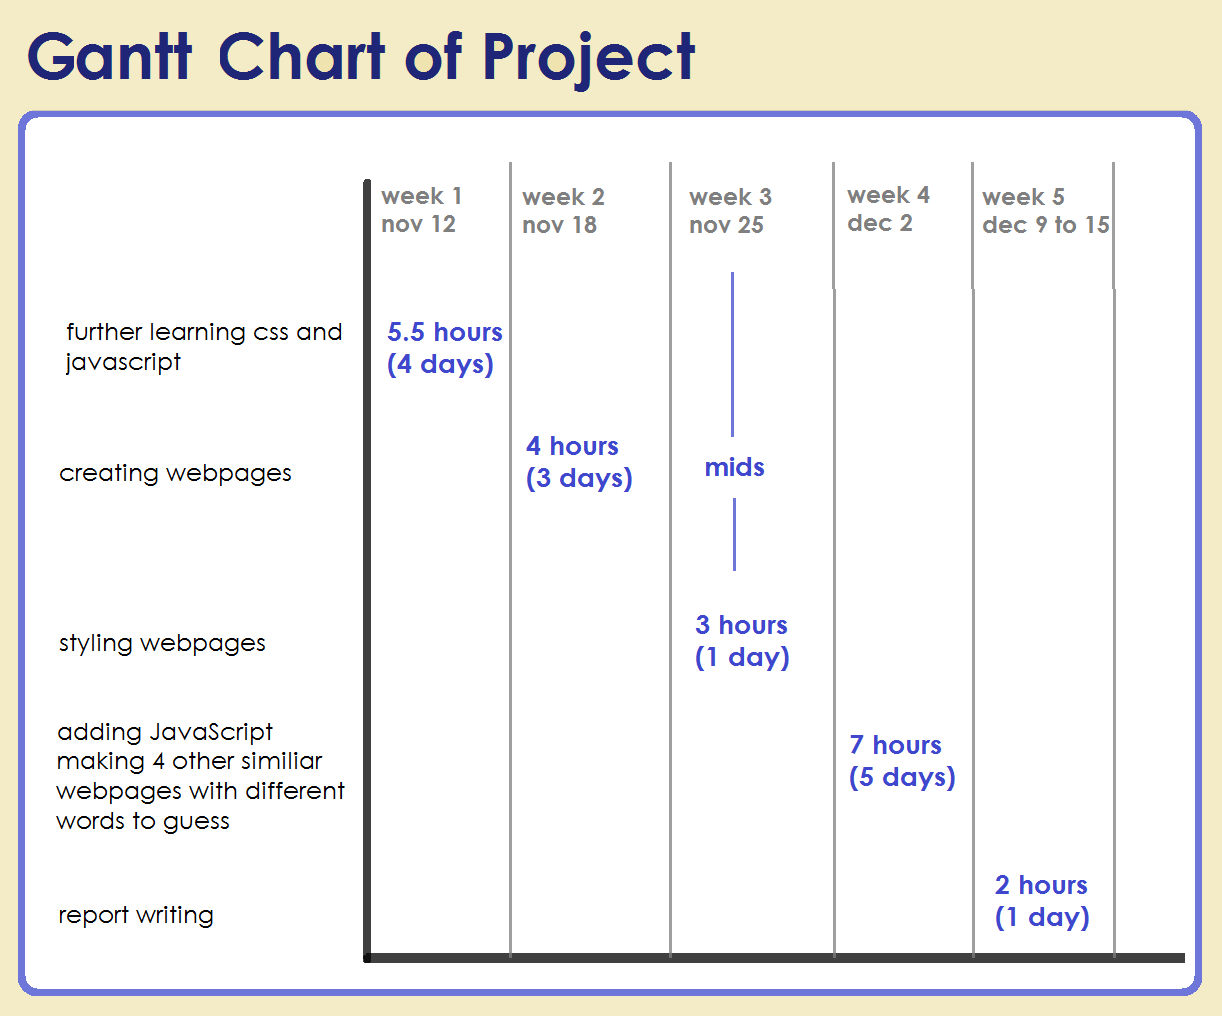 Gantt Chart of Project
week 1
nov 12
week 2
nov 18
week 3
nov 25
week 4
dec 2
week 5
dec 9 to 15
further learning css and
javascript
5.5 hours
(4 days)
creating webpages
4 hours
(3 days)
mids
styling webpages
3 hours
(1 day)
adding JavaScript
making 4 other similiar
webpages with different
words to guess
7 hours
(5 days)
report writing
2 hours
(1 day)